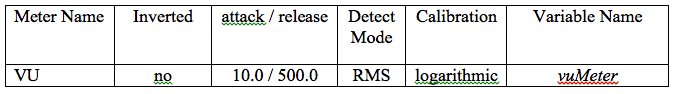 Meter Name Inverted attack / release Detect Mode Calibration Variable Name
VU no 10.0 / 500.0 RMS logarithmic vuMeter